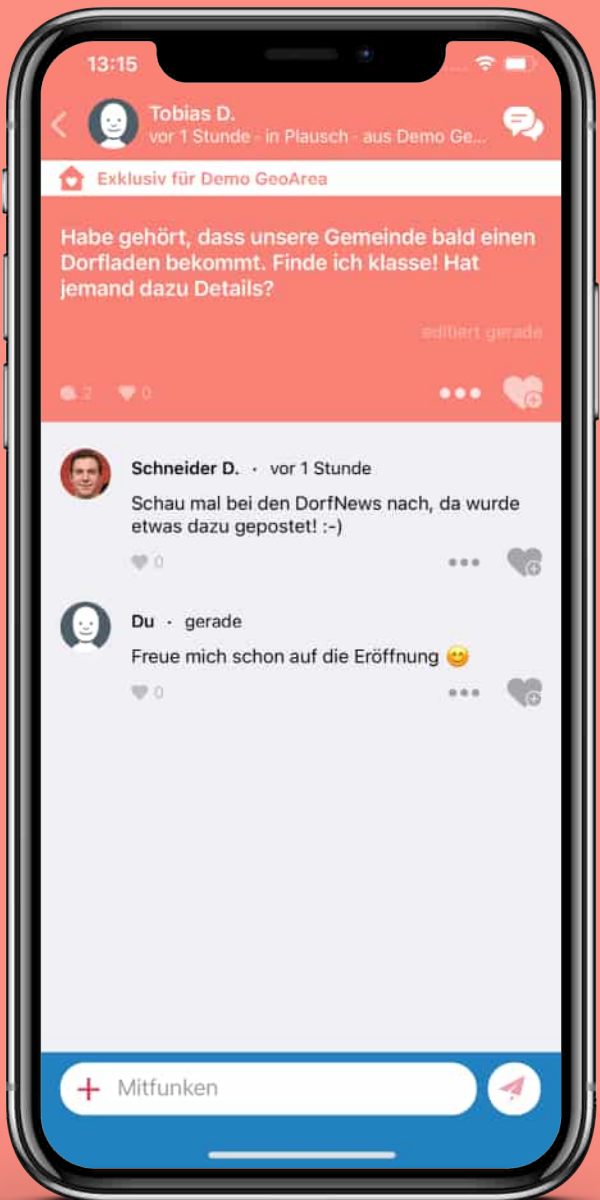 13:15
Tobias D.
vor 1 Stunde · in Plausch · aus Demo Ge...
Exklusiv für Demo GeoArea
Habe gehört, dass unsere Gemeinde bald einen
Dorfladen bekommt. Finde ich klasse! Hat
jemand dazu Details?
editiert gerade
2 0
Schneider D. · vor 1 Stunde
Schau mal bei den DorfNews nach, da wurde
etwas dazu gepostet! :-)
0
Du · gerade
Freue mich schon auf die Eröffnung 😊
0
Mitfunken